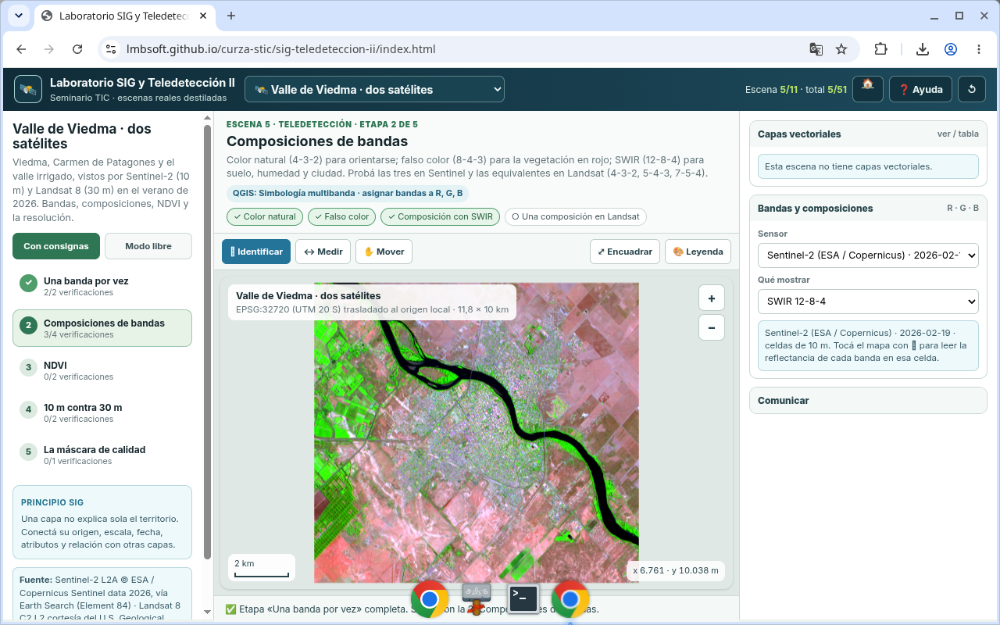 Laboratorio SIG y Teledetecc
lmbsoft.github.io/curza-stic/sig-teledeteccion-ii/index.html
Laboratorio SIG y Teledetección II
Seminario TIC · escenas reales destiladas
Valle de Viedma · dos satélites
Escena 5/11 · total 5/51
Ayuda
Valle de Viedma · dos satélites
Viedma, Carmen de Patagones y el valle irrigado, vistos por Sentinel-2 (10 m) y Landsat 8 (30 m) en el verano de 2026. Bandas, composiciones, NDVI y la resolución.
Con consignas
Modo libre
Una banda por vez
2/2 verificaciones
2
Composiciones de bandas
3/4 verificaciones
3
NDVI
0/2 verificaciones
4
10 m contra 30 m
0/2 verificaciones
5
La máscara de calidad
0/1 verificaciones
PRINCIPIO SIG
Una capa no explica sola el territorio. Conectá su origen, escala, fecha, atributos y relación con otras capas.
Fuente: Sentinel-2 L2A © ESA / Copernicus Sentinel data 2026, vía Earth Search (Element 84) · Landsat 8 C2 L2 cortesía del U.S. Geological
ESCENA 5 · TELEDETECCIÓN · ETAPA 2 DE 5
Composiciones de bandas
Color natural (4-3-2) para orientarse; falso color (8-4-3) para la vegetación en rojo; SWIR (12-8-4) para
suelo, humedad y ciudad. Probá las tres en Sentinel y las equivalentes en Landsat (4-3-2, 5-4-3, 7-5-4).
QGIS: Simbología multibanda · asignar bandas a R, G, B
✓ Color natural
✓ Falso color
✓ Composición con SWIR
○ Una composición en Landsat
Identificar
↔ Medir
Mover
Encuadrar
Leyenda
Valle de Viedma · dos satélites
EPSG:32720 (UTM 20 S) trasladado al origen local · 11,8 × 10 km
+
−
2 km
x 6.761 · y 10.038 m
✅ Etapa «Una banda por vez» completa.
Capas vectoriales
ver / tabla
Esta escena no tiene capas vectoriales.
Bandas y composiciones
R · G · B
Sensor
Sentinel-2 (ESA / Copernicus) · 2026-02-
Qué mostrar
SWIR 12-8-4
Sentinel-2 (ESA / Copernicus) · 2026-02-19 ·
celdas de 10 m. Tocá el mapa con para leer la
reflectancia de cada banda en esa celda.
Comunicar